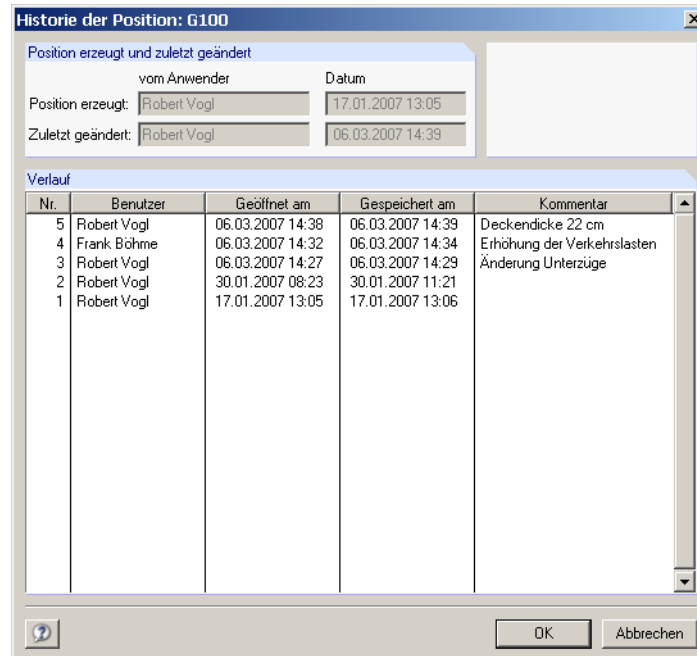 Historie der Position: G100
Position erzeugt und zuletzt geändert
vom Anwender Datum
Position erzeugt: Robert Vogl 17.01.2007 13:05
Zuletzt geändert: Robert Vogl 06.03.2007 14:39
Verlauf
Nr. Benutzer Geöffnet am Gespeichert am Kommentar
5 Robert Vogl 06.03.2007 14:38 06.03.2007 14:39 Deckendicke 22 cm
4 Frank Böhme 06.03.2007 14:32 06.03.2007 14:34 Erhöhung der Verkehrslasten
3 Robert Vogl 06.03.2007 14:27 06.03.2007 14:29 Änderung Unterzüge
2 Robert Vogl 30.01.2007 08:23 30.01.2007 11:21
1 Robert Vogl 17.01.2007 13:05 17.01.2007 13:06
OK Abbrechen